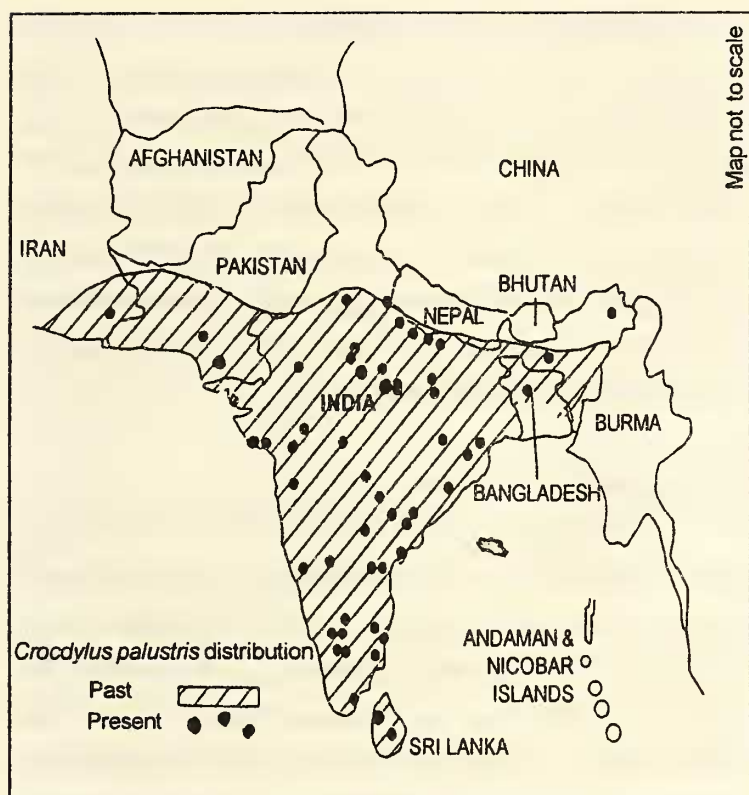 Map not to scale
AFGHANISTAN
CHINA
IRAN
PAKISTAN
BHUTAN
NEPAL
INDIA
BURMA
BANGLADESH
Crocdylus palustris distribution
Past
Present
ANDAMAN &
NICOBAR
ISLANDS
SRI LANKA